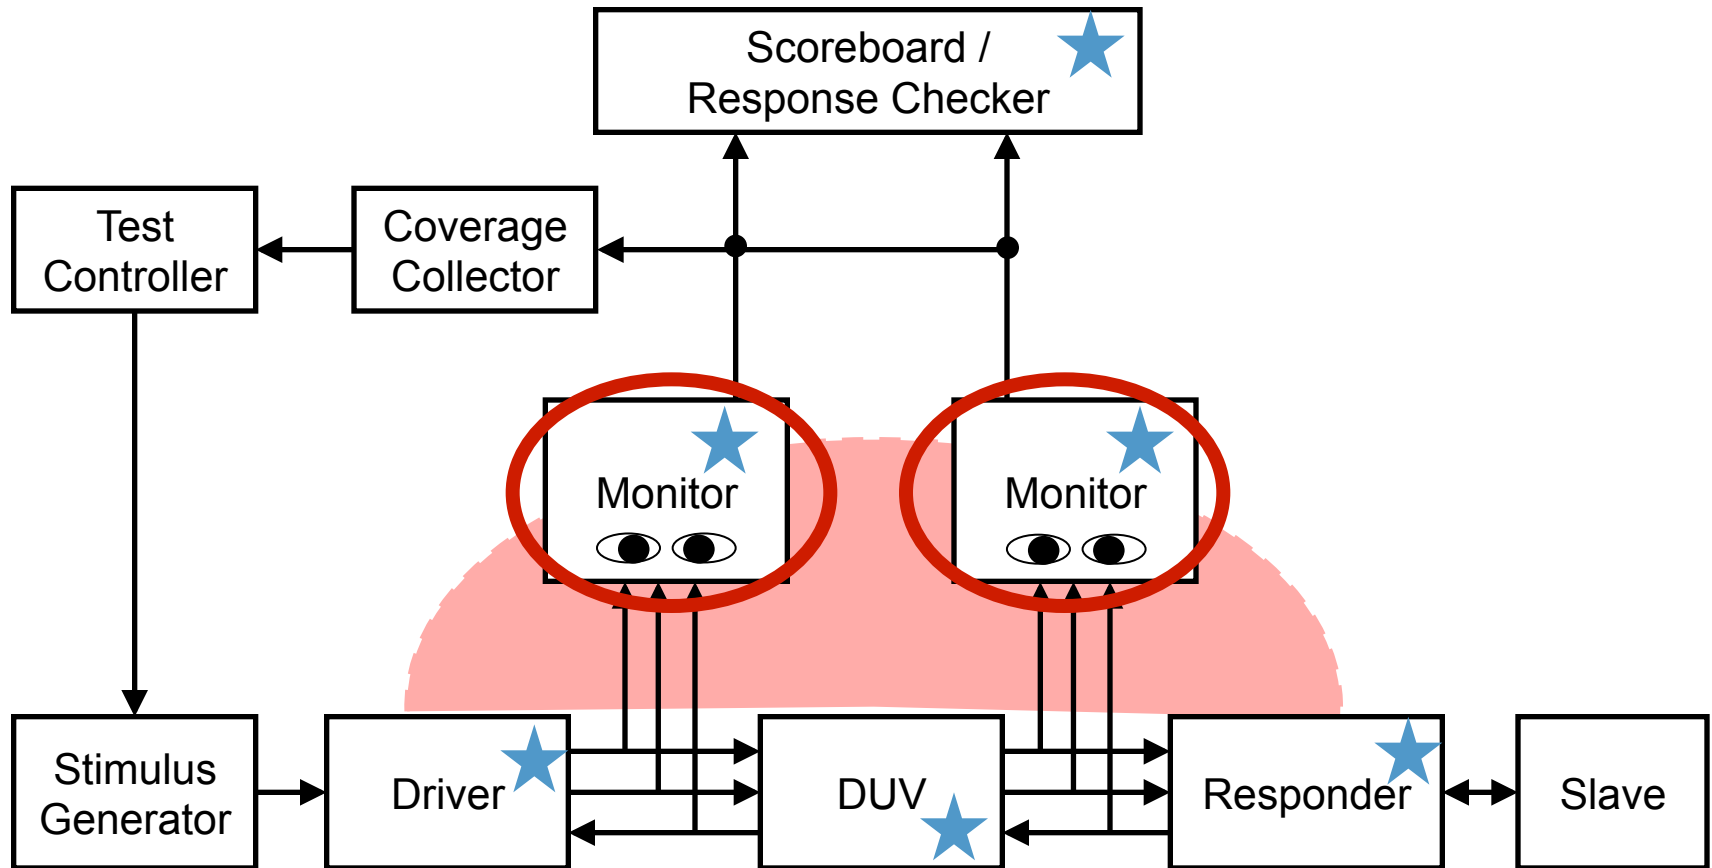 Scoreboard /
Response Checker
Test
Controller
Coverage
Collector
Monitor
Monitor
Stimulus
Generator
Driver
DUV
Responder
Slave